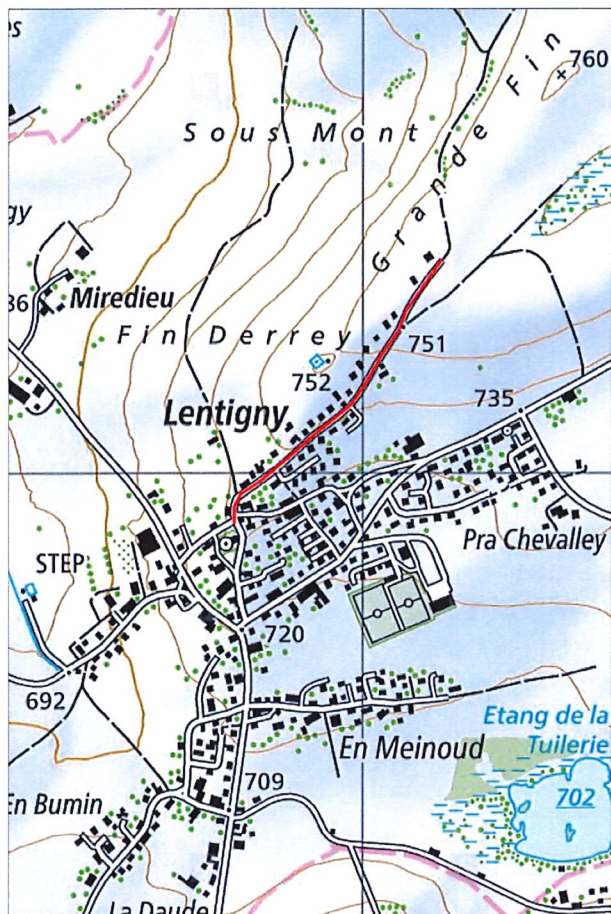 es
760
Sous Mont
Grande Fin
gy
Miredieu
36
Fin Derrey
751
752
735
Lentigny
STEP
Pra Chevalley
720
692
Etang de la
Tuilerie
En Meinoud
702
709
En Bumin
La Daude